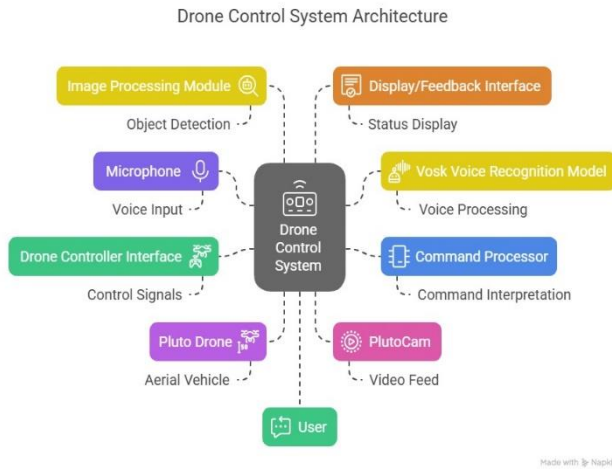 Drone Control System Architecture
Image Processing Module
Object Detection
Display/Feedback Interface
Status Display
Microphone
Voice Input
Vosk Voice Recognition Model
Voice Processing
Drone
Control
System
Drone Controller Interface
Control Signals
Command Processor
Command Interpretation
Pluto Drone
Aerial Vehicle
PlutoCam
Video Feed
User
Made with Napki